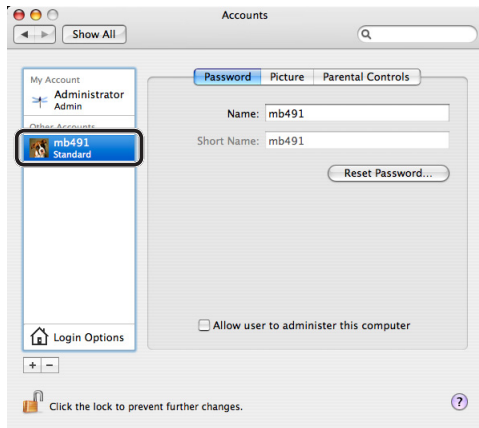 Accounts
Show All
My Account
Administrator
Admin
Other Accounts
mb491
Standard
Login Options
Password Picture Parental Controls
Name: mb491
Short Name: mb491
Reset Password...
Allow user to administer this computer
+ −
Click the lock to prevent further changes.
?